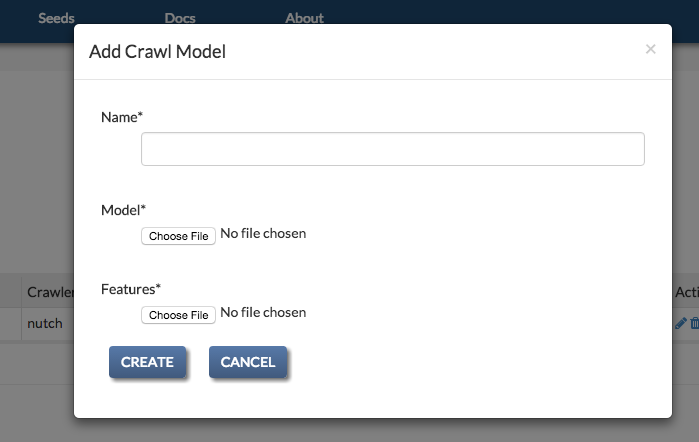 Seeds Docs About
Add Crawl Model ×
Name*
Model*
Choose File No file chosen
Features*
Choose File No file chosen
CREATE CANCEL
Crawler
nutch
Acti